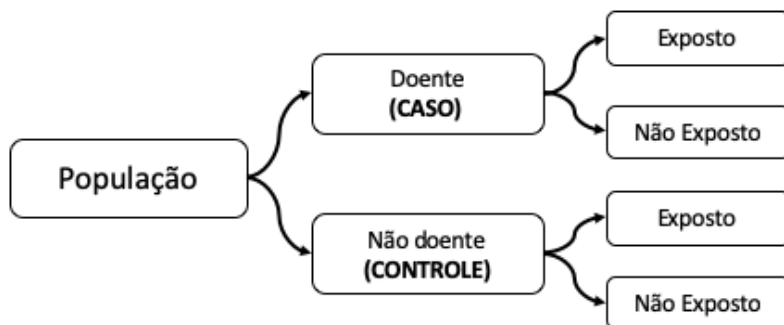 População
Doente
(CASO)
Exposto
Não Exposto
Não doente
(CONTROLE)
Exposto
Não Exposto